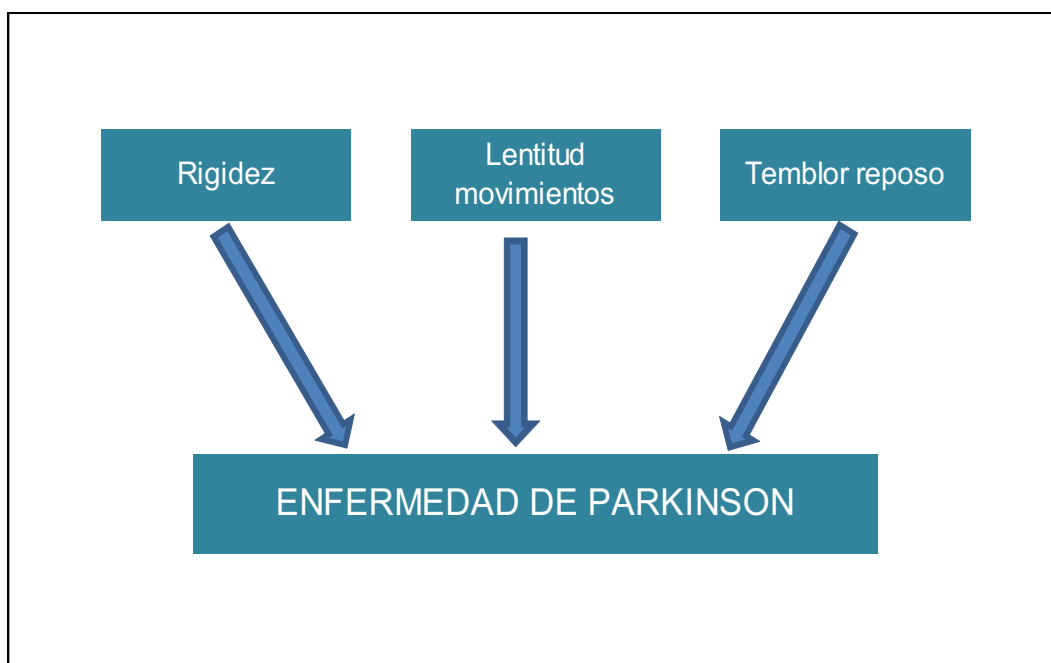 Rigidez
Lentitud
movimientos
Temblor reposo
ENFERMEDAD DE PARKINSON